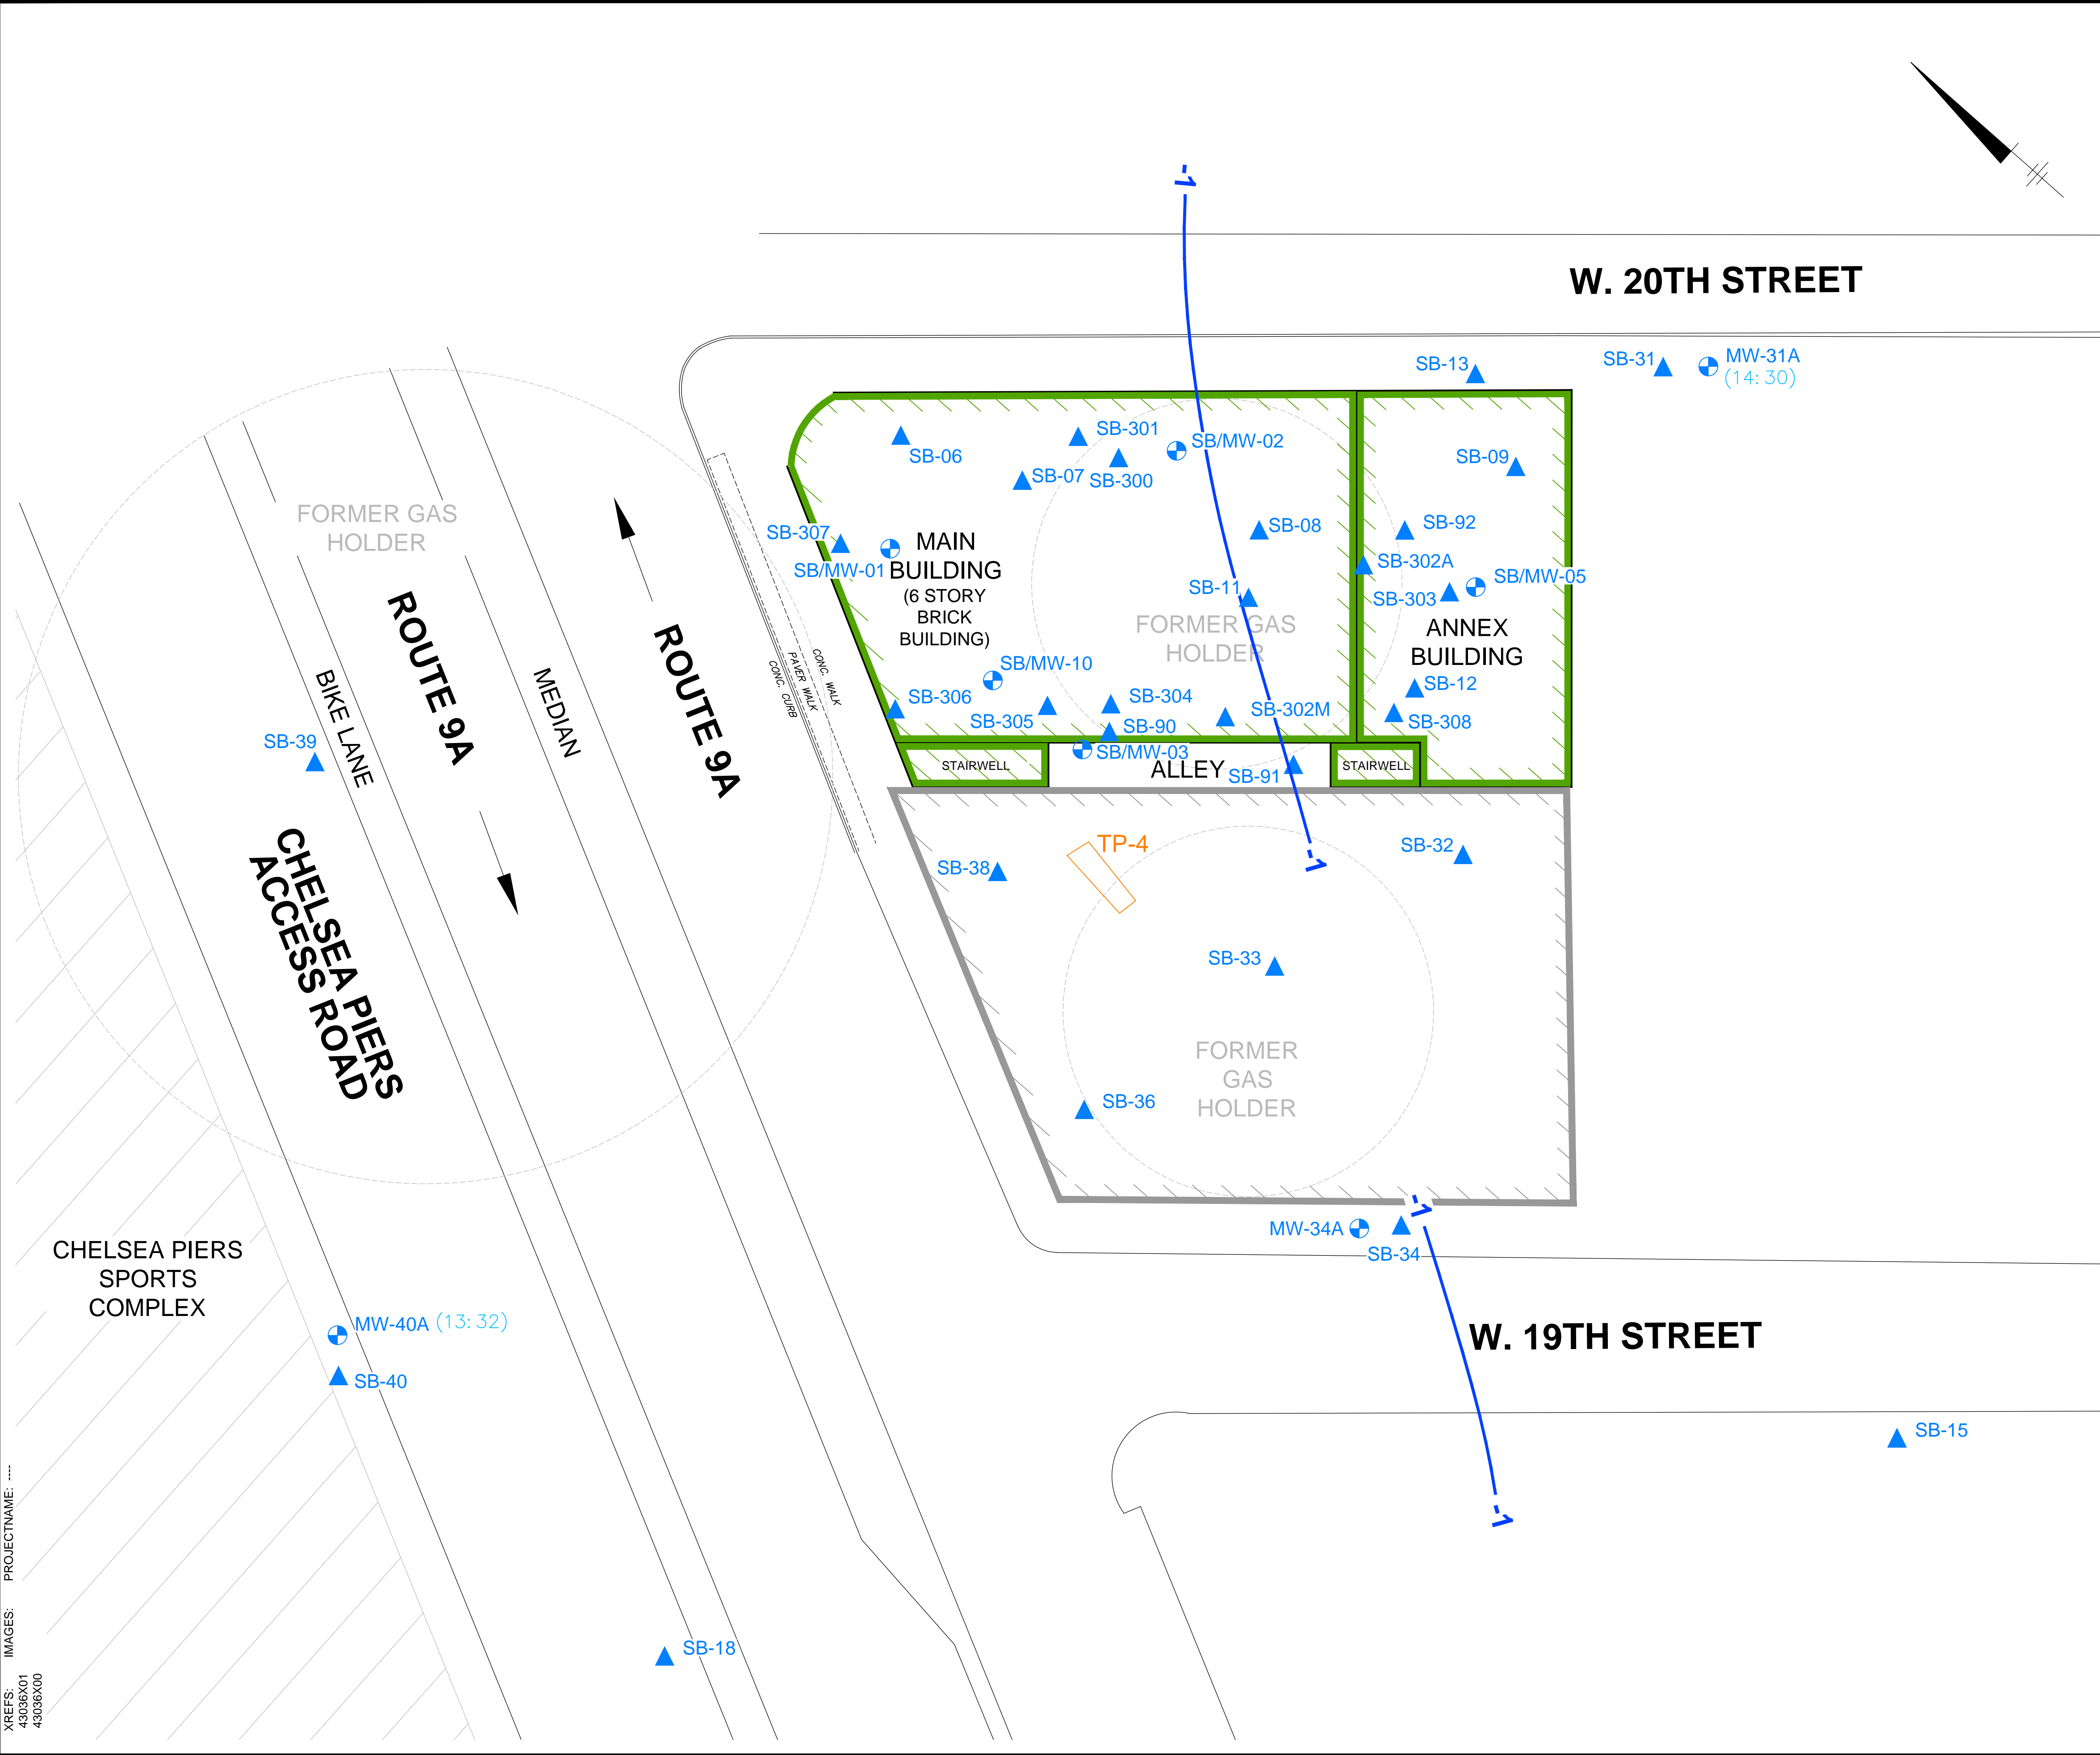 -1
W. 20TH STREET
SB-13
SB-31
MW-31A
(14:30)
SB-06
SB-301
SB/MW-02
SB-07
SB-300
SB-09
SB-307
SB-08
SB-92
SB/MW-01
MAIN
BUILDING
(6 STORY
BRICK
BUILDING)
SB-302A
SB-11
SB/MW-05
SB-303
FORMER GAS
HOLDER
ANNEX
BUILDING
SB/MW-10
SB-306
SB-305
SB-304
SB-302M
SB-12
SB-308
SB-90
SB/MW-03
STAIRWELL
ALLEY
SB-91
STAIRWELL
FORMER GAS
HOLDER
ROUTE 9A
BIKE LANE
MEDIAN
ROUTE 9A
CONC. WALK
PAVER WALK
CONC. CURB
SB-39
CHELSEA PIERS
ACCESS ROAD
TP-4
SB-38
-1
SB-32
SB-33
FORMER
GAS
HOLDER
SB-36
-1
MW-34A
SB-34
CHELSEA PIERS
SPORTS
COMPLEX
MW-40A (13:32)
SB-40
W. 19TH STREET
SB-15
-1
SB-18
XREFS: IMAGES: PROJECTNAME: ----
43036X01
43036X00